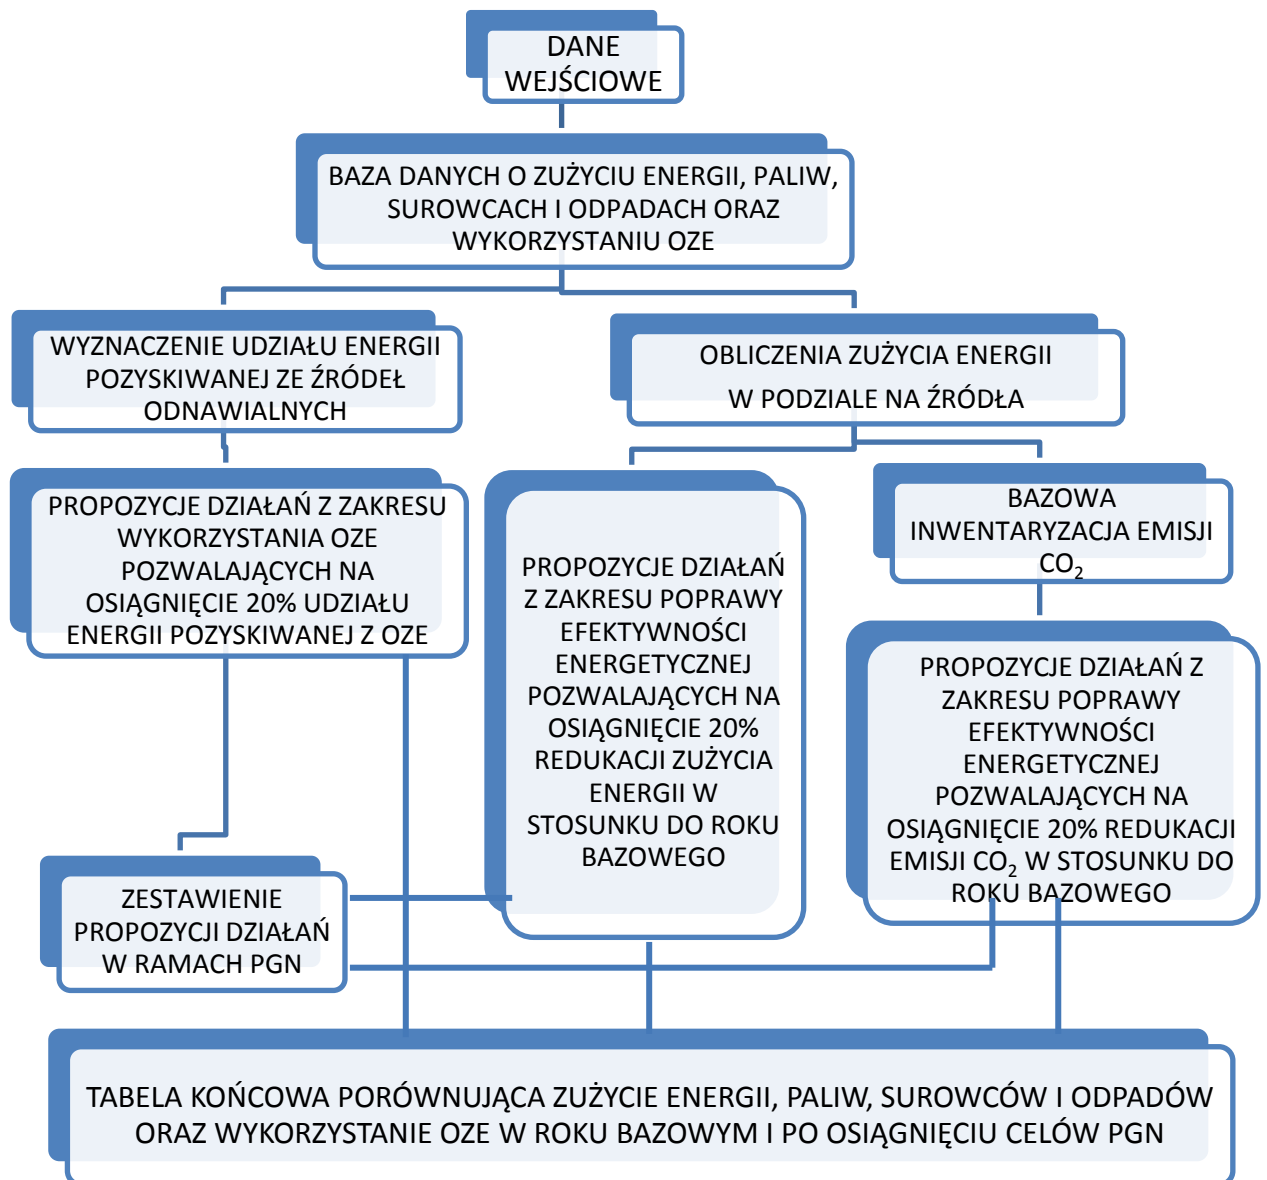 DANE
WEJŚCIOWE
BAZA DANYCH O ZUŻYCIU ENERGII, PALIW,
SUROWCACH I ODPADACH ORAZ
WYKORZYSTANIU OZE
WYZNACZENIE UDZIAŁU ENERGII
POZYSKIWANEJ ZE ŹRÓDEŁ
ODNAWIALNYCH
OBLICZENIA ZUŻYCIA ENERGII
W PODZIALE NA ŹRÓDŁA
PROPOZYCJE DZIAŁAŃ Z ZAKRESU
WYKORZYSTANIA OZE
POZWALAJĄCYCH NA
OSIĄGNIĘCIE 20% UDZIAŁU
ENERGII POZYSKIWANEJ Z OZE
PROPOZYCJE DZIAŁAŃ
Z ZAKRESU POPRAWY
EFEKTYWNOŚCI
ENERGETYCZNEJ
POZWALAJĄCYCH NA
OSIĄGNIĘCIE 20%
REDUKACJI ZUŻYCIA
ENERGII W
STOSUNKU DO ROKU
BAZOWEGO
BAZOWA
INWENTARYZACJA EMISJI
CO₂
PROPOZYCJE DZIAŁAŃ Z
ZAKRESU POPRAWY
EFEKTYWNOŚCI
ENERGETYCZNEJ
POZWALAJĄCYCH NA
OSIĄGNIĘCIE 20% REDUKACJI
EMISJI CO₂ W STOSUNKU DO
ROKU BAZOWEGO
ZESTAWIENIE
PROPOZYCJI DZIAŁAŃ
W RAMACH PGN
TABELA KOŃCOWA PORÓWNUJĄCA ZUŻYCIE ENERGII, PALIW, SUROWCÓW I ODPADÓW
ORAZ WYKORZYSTANIE OZE W ROKU BAZOWYM I PO OSIĄGNIĘCIU CELÓW PGN